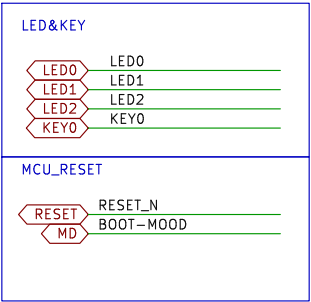 LED&KEY
LED0 LED0
LED1 LED1
LED2 LED2
KEY0 KEY0
MCU_RESET
RESET RESET_N
MD BOOT-MOOD